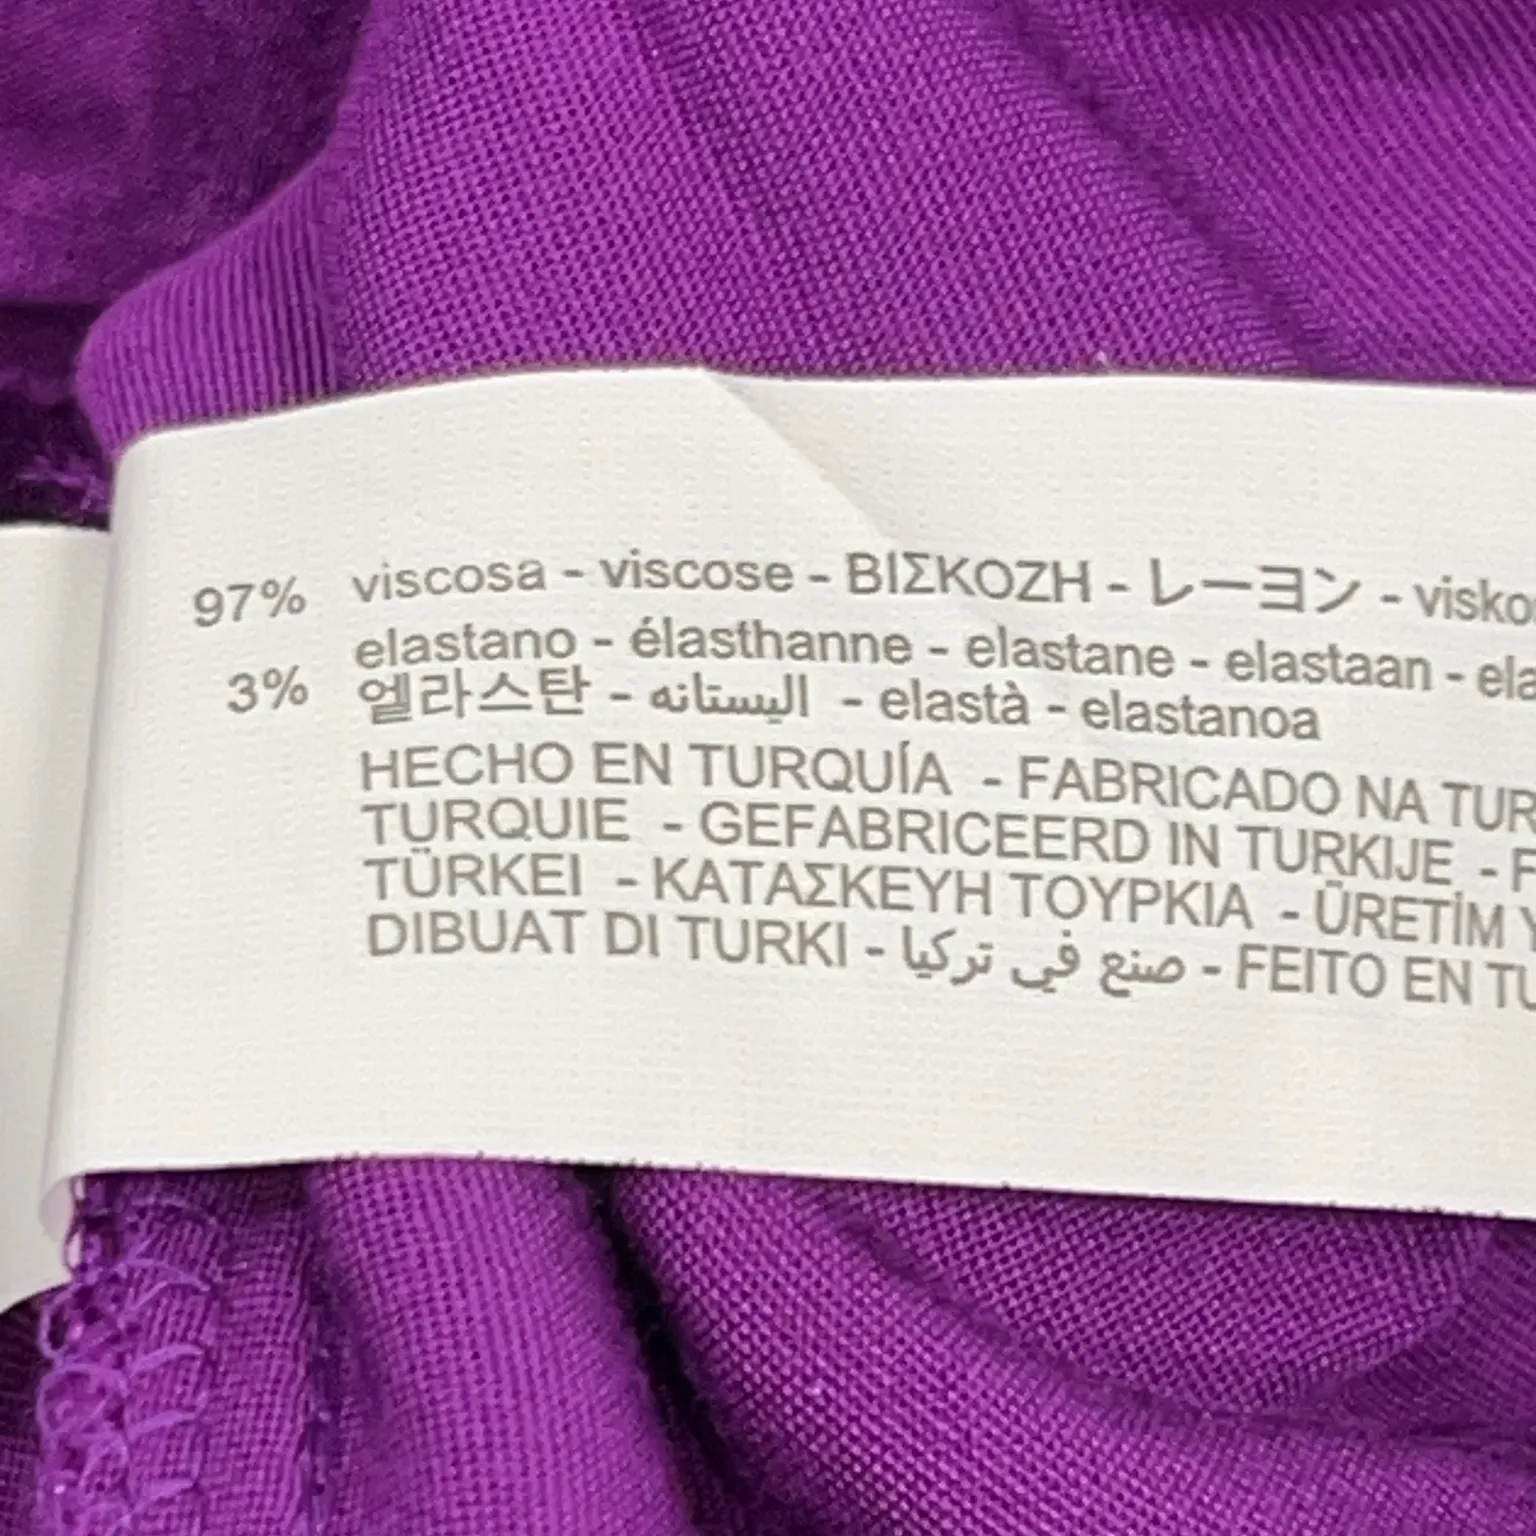 97% viscosa - viscose - ΒΙΣΚΟΖΗ - レーヨン -
elastano - élasthanne - elastane - elastaan -
3% 엘라스탄 - اليستانه - elastà - elastanoa
HECHO EN TURQUÍA - FABRICADO NA
TURQUIE - GEFABRICEERD IN TURKIJE -
TÜRKEI - ΚΑΤΑΣΚΕΥΗ ΤΟΥΡΚΙΑ - ÜRETİM
DIBUAT DI TURKI - صنع في تركيا - FEITO EN